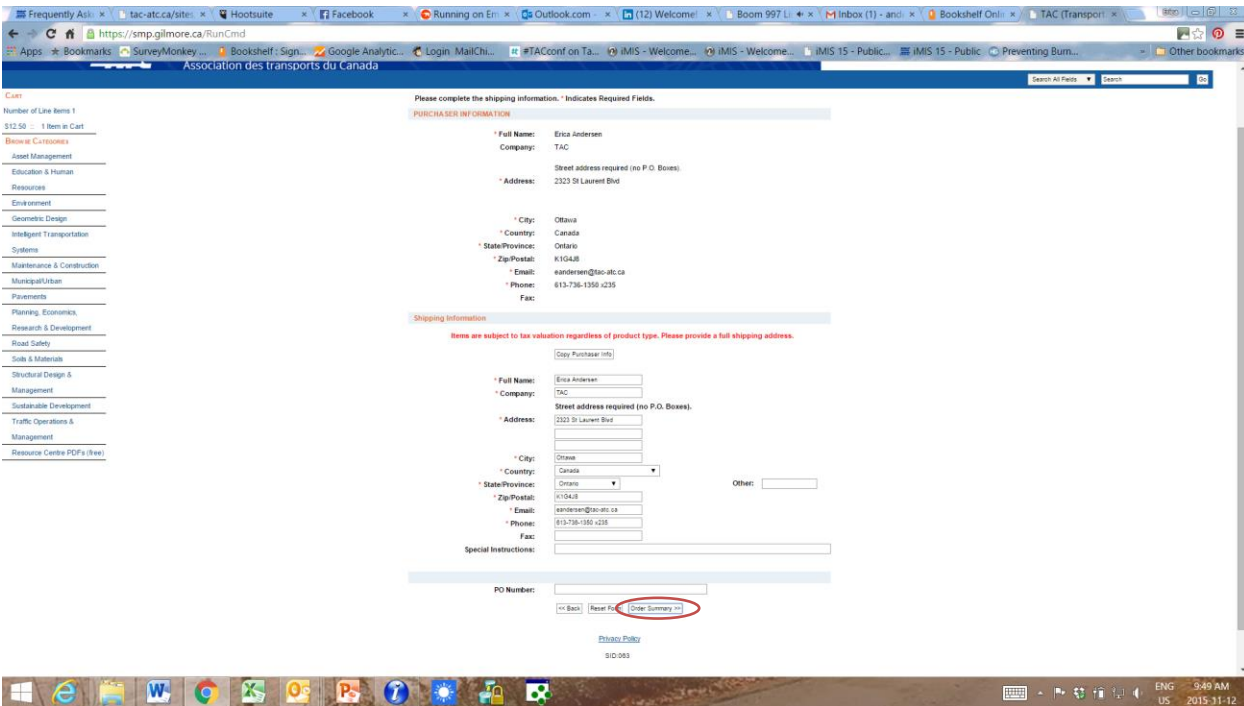 Frequently Aski
tac-atc.ca/sites
Hootsuite
Facebook
Running on Em
Outlook.com -
(12) Welcome!
Boom 997 Li
Inbox (1) - and
Bookshelf Onlin
TAC (Transport
https://smp.gilmore.ca/RunCmd
Apps Bookmarks SurveyMonkey ... Bookshelf : Sign... Google Analytic... Login MailChi... #TACconf on Ta... iMIS - Welcome... iMIS - Welcome... iMIS 15 - Public... iMIS 15 - Public Preventing Burn... » Other bookmarks
Association des transports du Canada
Search All Fields Search Go
CART
Number of Line Items 1
$12.50 :: 1 Item in Cart
BROWSE CATEGORIES
Asset Management
Education & Human
Resources
Environment
Geometric Design
Intelligent Transportation
Systems
Maintenance & Construction
Municipal/Urban
Pavements
Planning, Economics,
Research & Development
Road Safety
Soils & Materials
Structural Design &
Management
Sustainable Development
Traffic Operations &
Management
Resource Centre PDFs (free)
Please complete the shipping information. * Indicates Required Fields.
PURCHASER INFORMATION
* Full Name: Erica Andersen
Company: TAC
Street address required (no P.O. Boxes).
* Address: 2323 St Laurent Blvd
* City: Ottawa
* Country: Canada
* State/Province: Ontario
* Zip/Postal: K1G4J8
* Email: eandersen@tac-atc.ca
* Phone: 613-736-1350 x235
Fax:
Shipping Information
Items are subject to tax valuation regardless of product type. Please provide a full shipping address.
Copy Purchaser Info
* Full Name: Erica Andersen
* Company: TAC
Street address required (no P.O. Boxes).
* Address: 2323 St Laurent Blvd
* City: Ottawa
* Country: Canada
* State/Province: Ontario Other:
* Zip/Postal: K1G4J8
* Email: eandersen@tac-atc.ca
* Phone: 613-736-1350 x235
Fax:
Special Instructions:
PO Number:
<< Back Reset Form Order Summary >>
Privacy Policy
SID:063
ENG 9:49 AM
US 2015-11-12